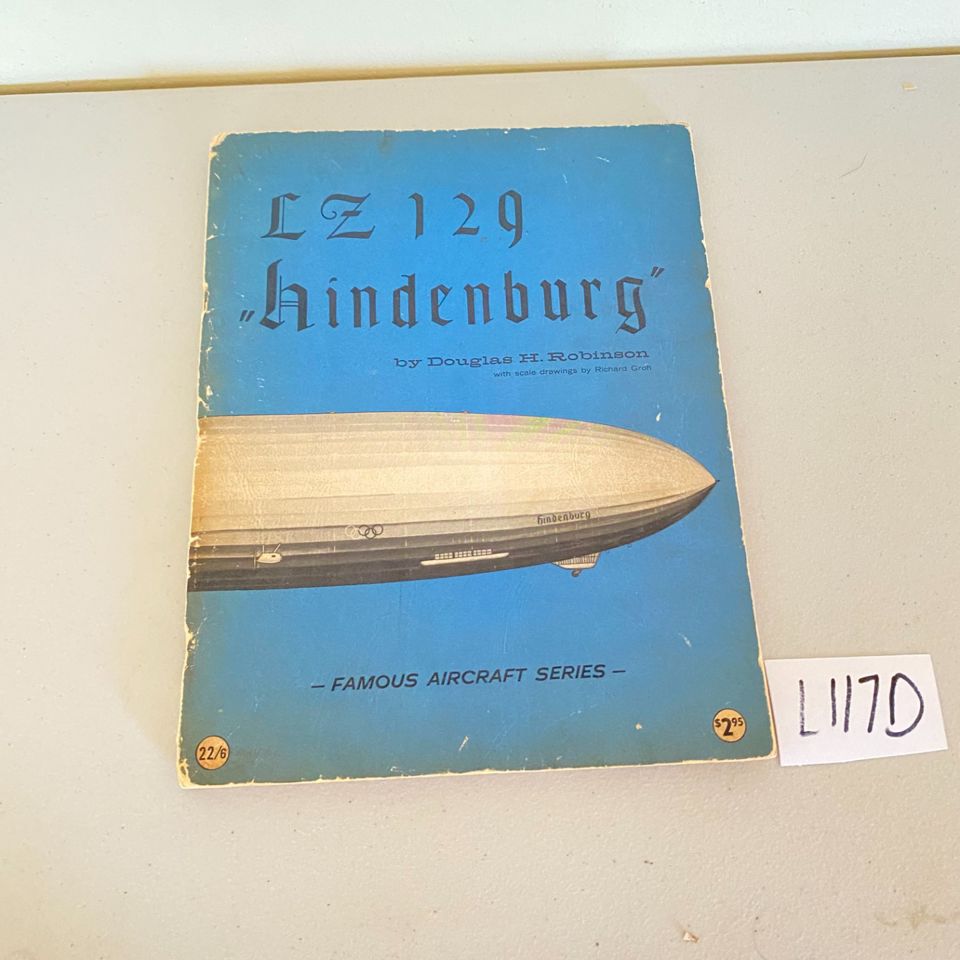 LZ 129
„Hindenburg”
by Douglas H. Robinson
with scale drawings by Richard Groh
Hindenburg
– FAMOUS AIRCRAFT SERIES –
22/6
$2.95
L117D